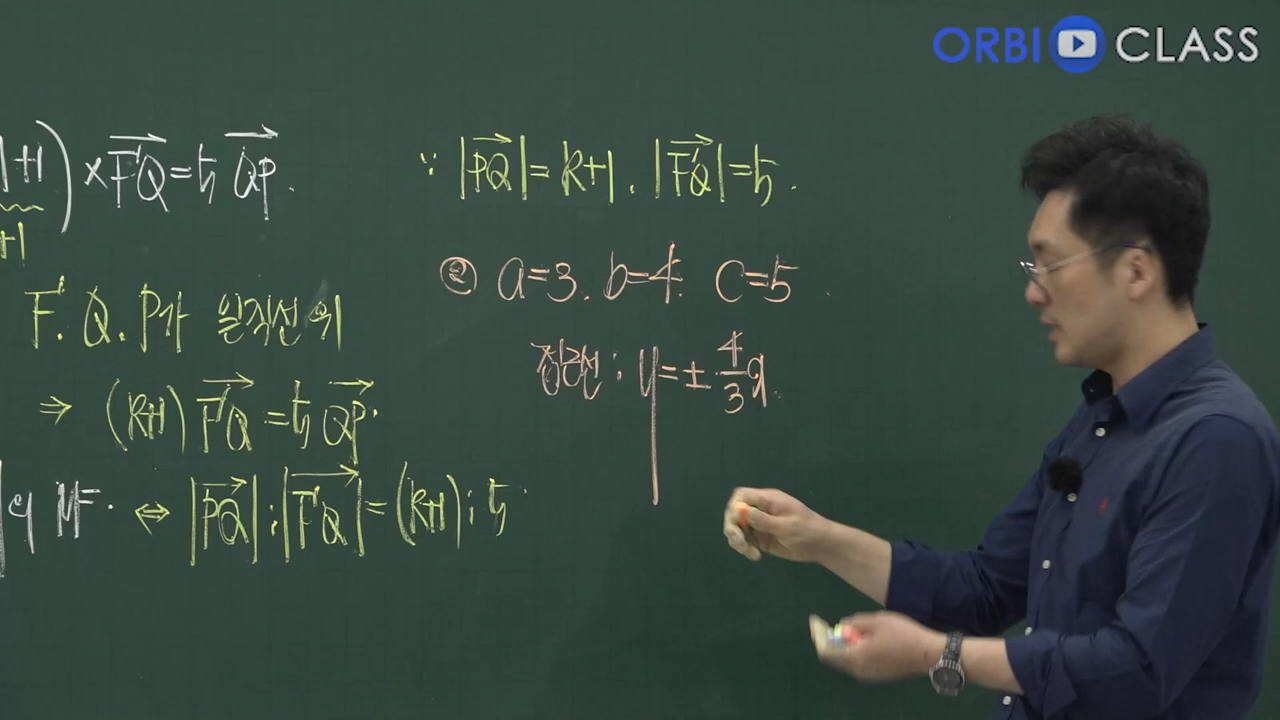 ORBI CLASS
|+1) × F'Q = 5 QP.
+1
F'. Q. P가 일직선 위
⇒ (k+1) F'Q = 5 QP.
⇔ |PQ| : |F'Q| = (k+1) : 5
∵ |PQ| = k+1. |F'Q| = 5.
② a=3. b=4. c=5
점근선 : y = ± 4/3 x.